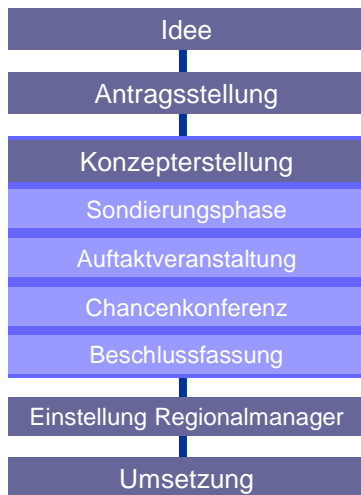 Idee
Antragsstellung
Konzepterstellung
Sondierungsphase
Auftaktveranstaltung
Chancenkonferenz
Beschlussfassung
Einstellung Regionalmanager
Umsetzung